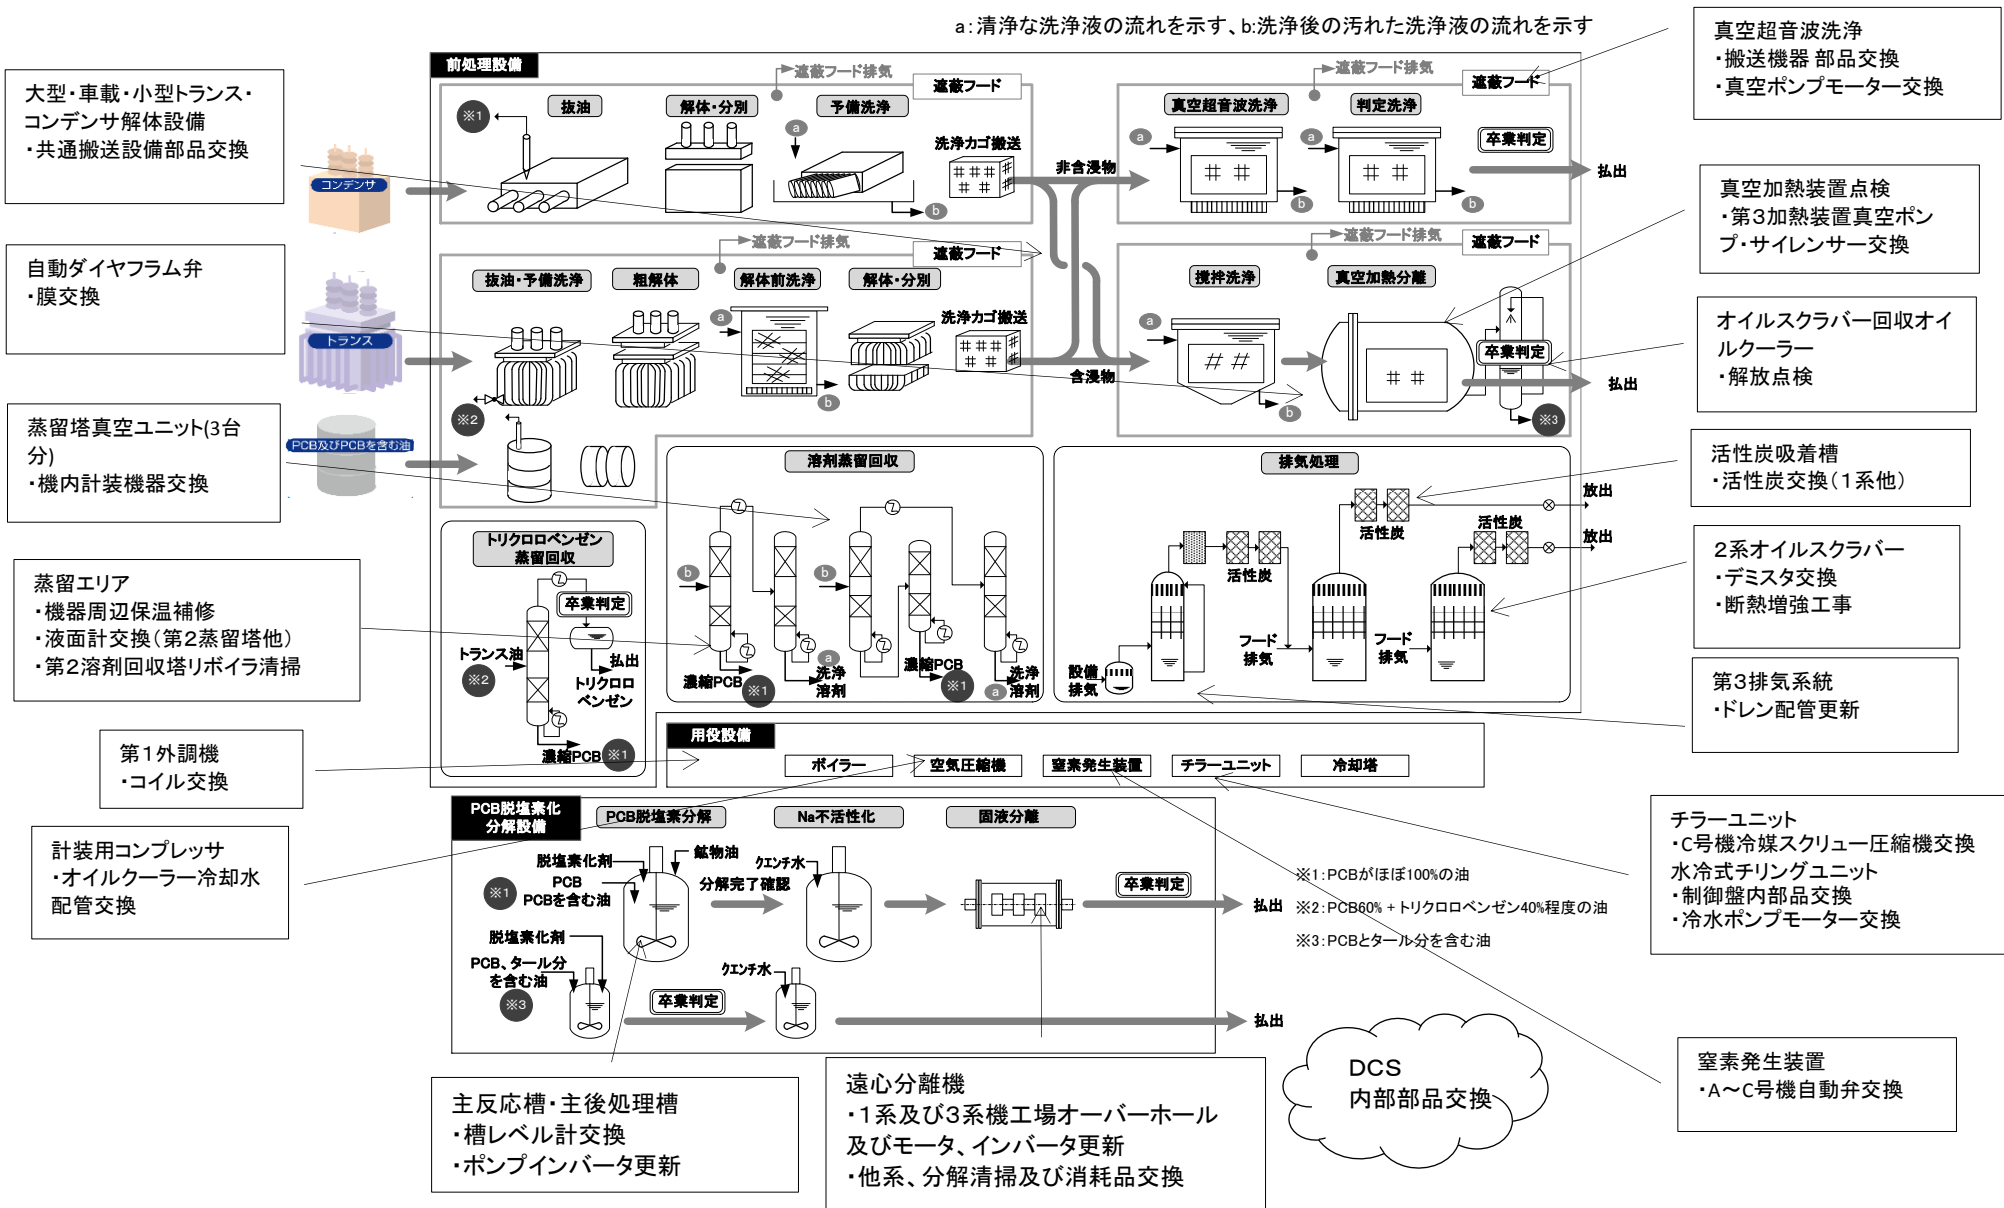 a:清浄な洗浄液の流れを示す、b:洗浄後の汚れた洗浄液の流れを示す
大型・車載・小型トランス・
コンデンサ解体設備
・共通搬送設備部品交換
自動ダイヤフラム弁
・膜交換
蒸留塔真空ユニット(3台
分)
・機内計装機器交換
蒸留エリア
・機器周辺保温補修
・液面計交換(第2蒸留塔他)
・第2溶剤回収塔リボイラ清掃
第1外調機
・コイル交換
計装用コンプレッサ
・オイルクーラー冷却水
配管交換
コンデンサ
トランス
PCB及びPCBを含む油
前処理設備
遮蔽フード排気
遮蔽フード
※1
抜油
解体・分別
予備洗浄
a
b
洗浄カゴ搬送
非含浸物
遮蔽フード排気
遮蔽フード
真空超音波洗浄
判定洗浄
a
a
b
b
卒業判定
払出
遮蔽フード排気
遮蔽フード
抜油・予備洗浄
粗解体
解体前洗浄
解体・分別
a
b
※2
洗浄カゴ搬送
含浸物
遮蔽フード排気
遮蔽フード
撹拌洗浄
真空加熱分離
a
b
卒業判定
払出
※3
トリクロロベンゼン
蒸留回収
卒業判定
トランス油
※2
払出
トリクロロ
ベンゼン
濃縮PCB
※1
溶剤蒸留回収
b
b
濃縮PCB
※1
a
洗浄
溶剤
濃縮PCB
※1
a
洗浄
溶剤
排気処理
活性炭
活性炭
活性炭
放出
放出
設備
排気
フード
排気
フード
排気
用役設備
ボイラー
空気圧縮機
窒素発生装置
チラーユニット
冷却塔
PCB脱塩素化
分解設備
PCB脱塩素分解
Na不活性化
固液分離
脱塩素化剤
鉱物油
※1
PCB
PCBを含む油
分解完了確認
クエンチ水
卒業判定
払出
脱塩素化剤
PCB、タール分
を含む油
※3
卒業判定
クエンチ水
払出
※1:PCBがほぼ100%の油
※2:PCB60%+トリクロロベンゼン40%程度の油
※3:PCBとタール分を含む油
真空超音波洗浄
・搬送機器 部品交換
・真空ポンプモーター交換
真空加熱装置点検
・第3加熱装置真空ポン
プ・サイレンサー交換
オイルスクラバー回収オイ
ルクーラー
・解放点検
活性炭吸着槽
・活性炭交換(1系他)
2系オイルスクラバー
・デミスタ交換
・断熱増強工事
第3排気系統
・ドレン配管更新
チラーユニット
・C号機冷媒スクリュー圧縮機交換
水冷式チリングユニット
・制御盤内部品交換
・冷水ポンプモーター交換
窒素発生装置
・A～C号機自動弁交換
主反応槽・主後処理槽
・槽レベル計交換
・ポンプインバータ更新
遠心分離機
・1系及び3系機工場オーバーホール
及びモータ、インバータ更新
・他系、分解清掃及び消耗品交換
DCS
内部部品交換